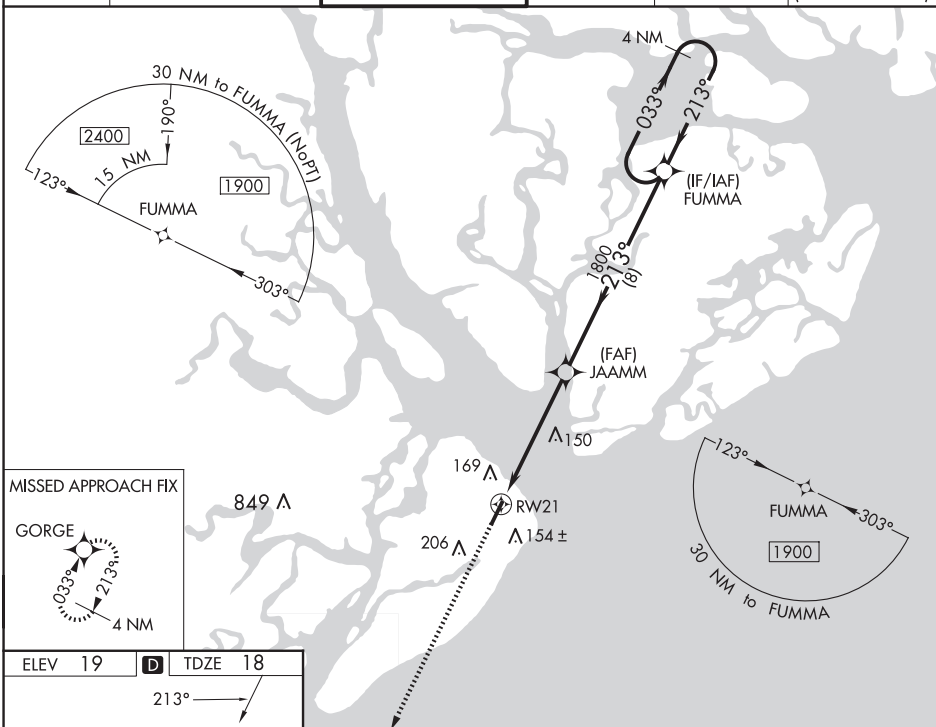 4 NM
033°
213°
(IF/IAF)
FUMMA
1800
213°
(8)
(FAF)
JAAMM
150
169
RW21
154 ±
206
849
30 NM to FUMMA (NoPT)
2400
190°
15 NM
1900
123°
FUMMA
303°
123°
FUMMA
303°
1900
30 NM to FUMMA
MISSED APPROACH FIX
GORGE
033°
213°
4 NM
ELEV 19 D TDZE 18
213°